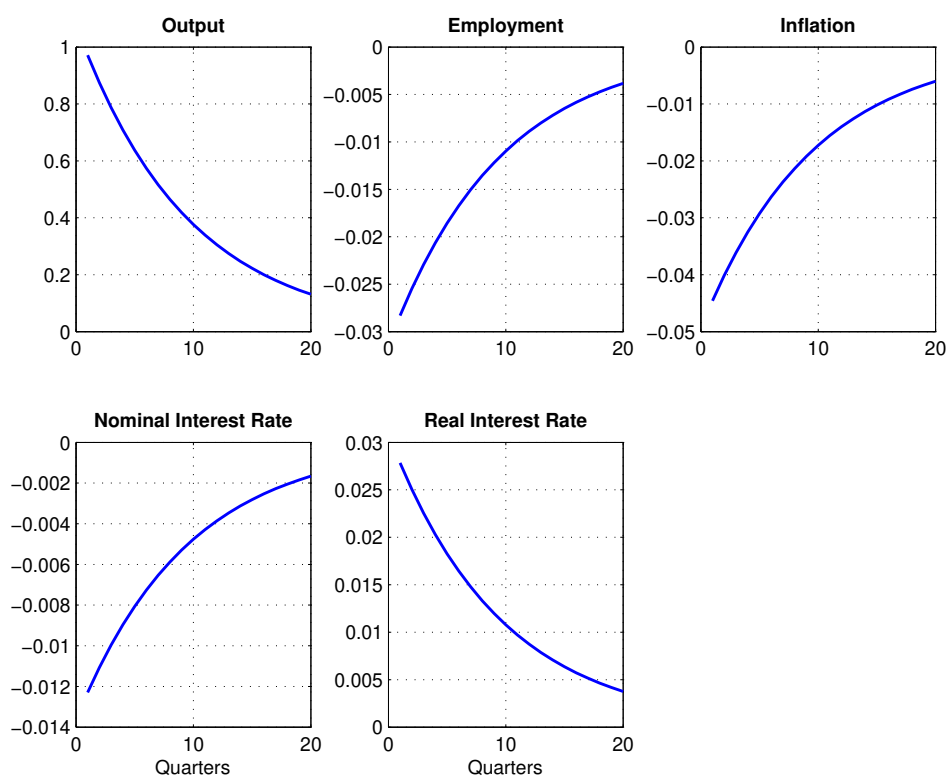 Output
1
0.8
0.6
0.4
0.2
0
0 10 20
Employment
0
−0.005
−0.01
−0.015
−0.02
−0.025
−0.03
0 10 20
Inflation
0
−0.01
−0.02
−0.03
−0.04
−0.05
0 10 20
Nominal Interest Rate
0
−0.002
−0.004
−0.006
−0.008
−0.01
−0.012
−0.014
0 10 20
Quarters
Real Interest Rate
0.03
0.025
0.02
0.015
0.01
0.005
0
0 10 20
Quarters